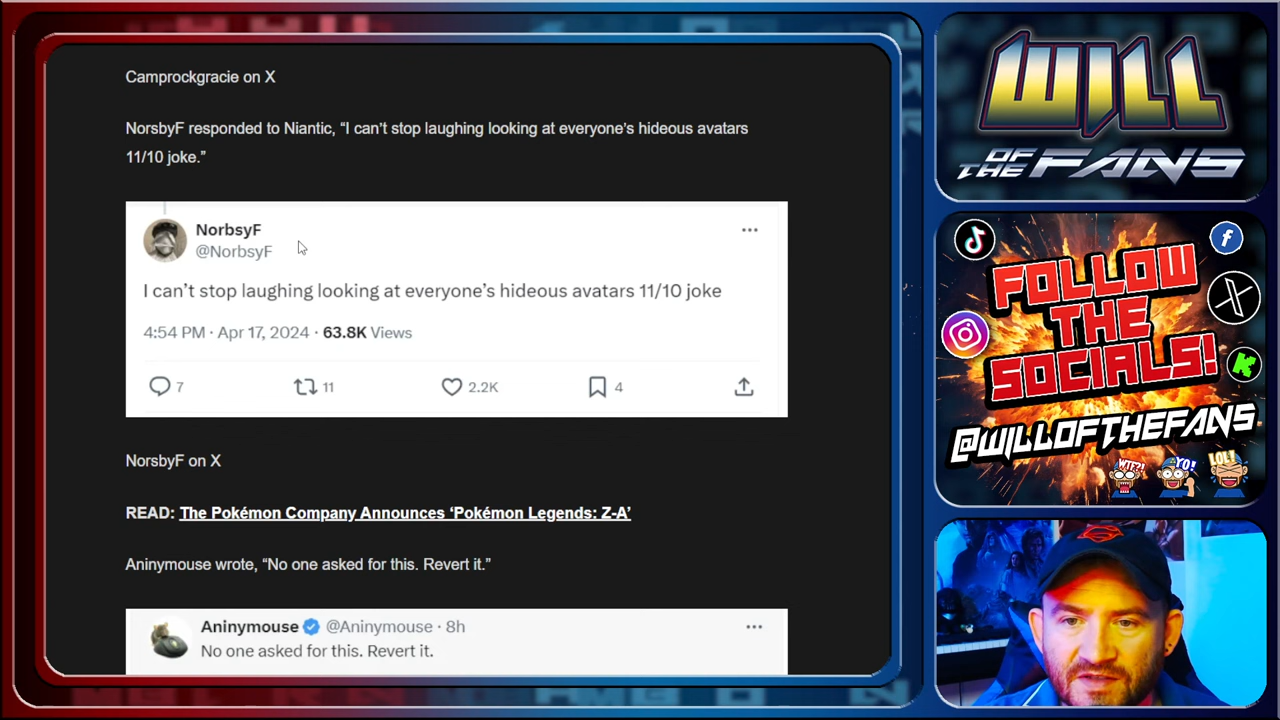 Camprockgracie on X
NorsbyF responded to Niantic, “I can’t stop laughing looking at everyone’s hideous avatars
11/10 joke.”
NorbsyF
@NorbsyF
I can’t stop laughing looking at everyone’s hideous avatars 11/10 joke
4:54 PM · Apr 17, 2024 · 63.8K Views
7 11 2.2K 4
NorsbyF on X
READ: The Pokémon Company Announces ‘Pokémon Legends: Z-A’
Aninymouse wrote, “No one asked for this. Revert it.”
Aninymouse @Aninymouse · 8h
No one asked for this. Revert it.
WILL
OF THE FANS
FOLLOW
THE
SOCIALS!
@WILLOFTHEFANS
WTF?! YO! LOL!